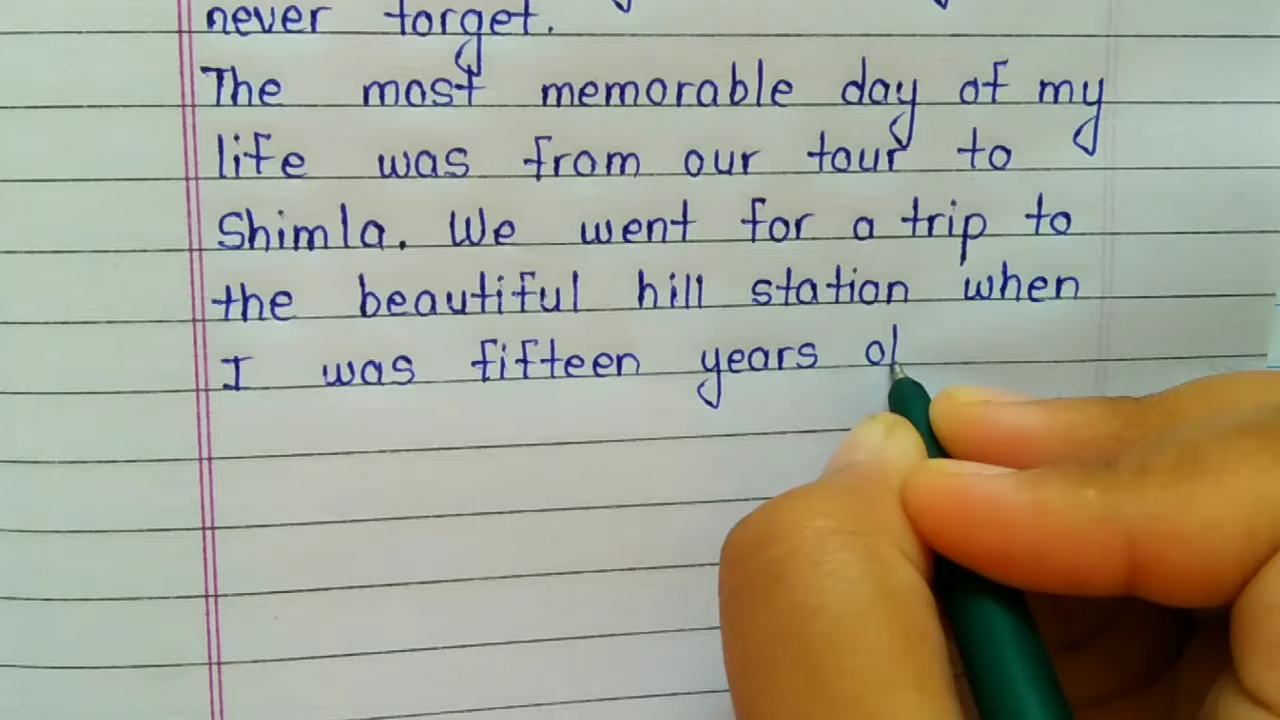 never forget.
The most memorable day of my
life was from our tour to
Shimla. We went for a trip to
the beautiful hill station when
I was fifteen years ol